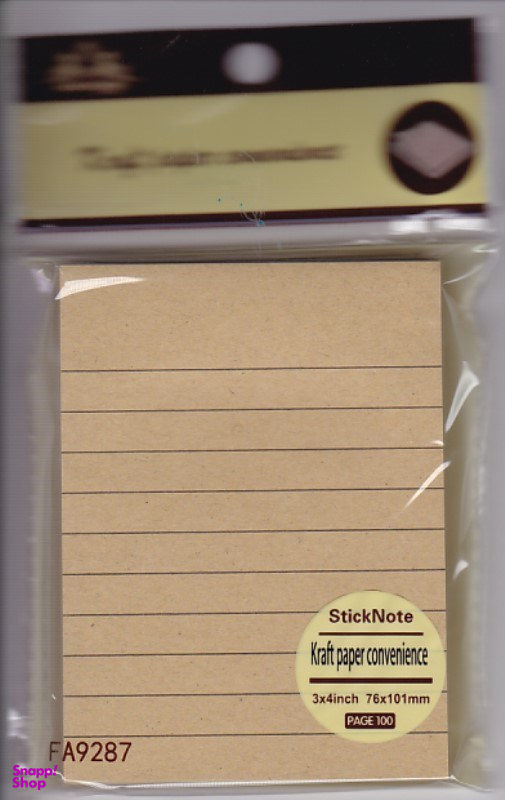 StickNote
Kraft paper convenience
3x4inch 76x101mm
PAGE 100
FA9287
Snapp!
Shop